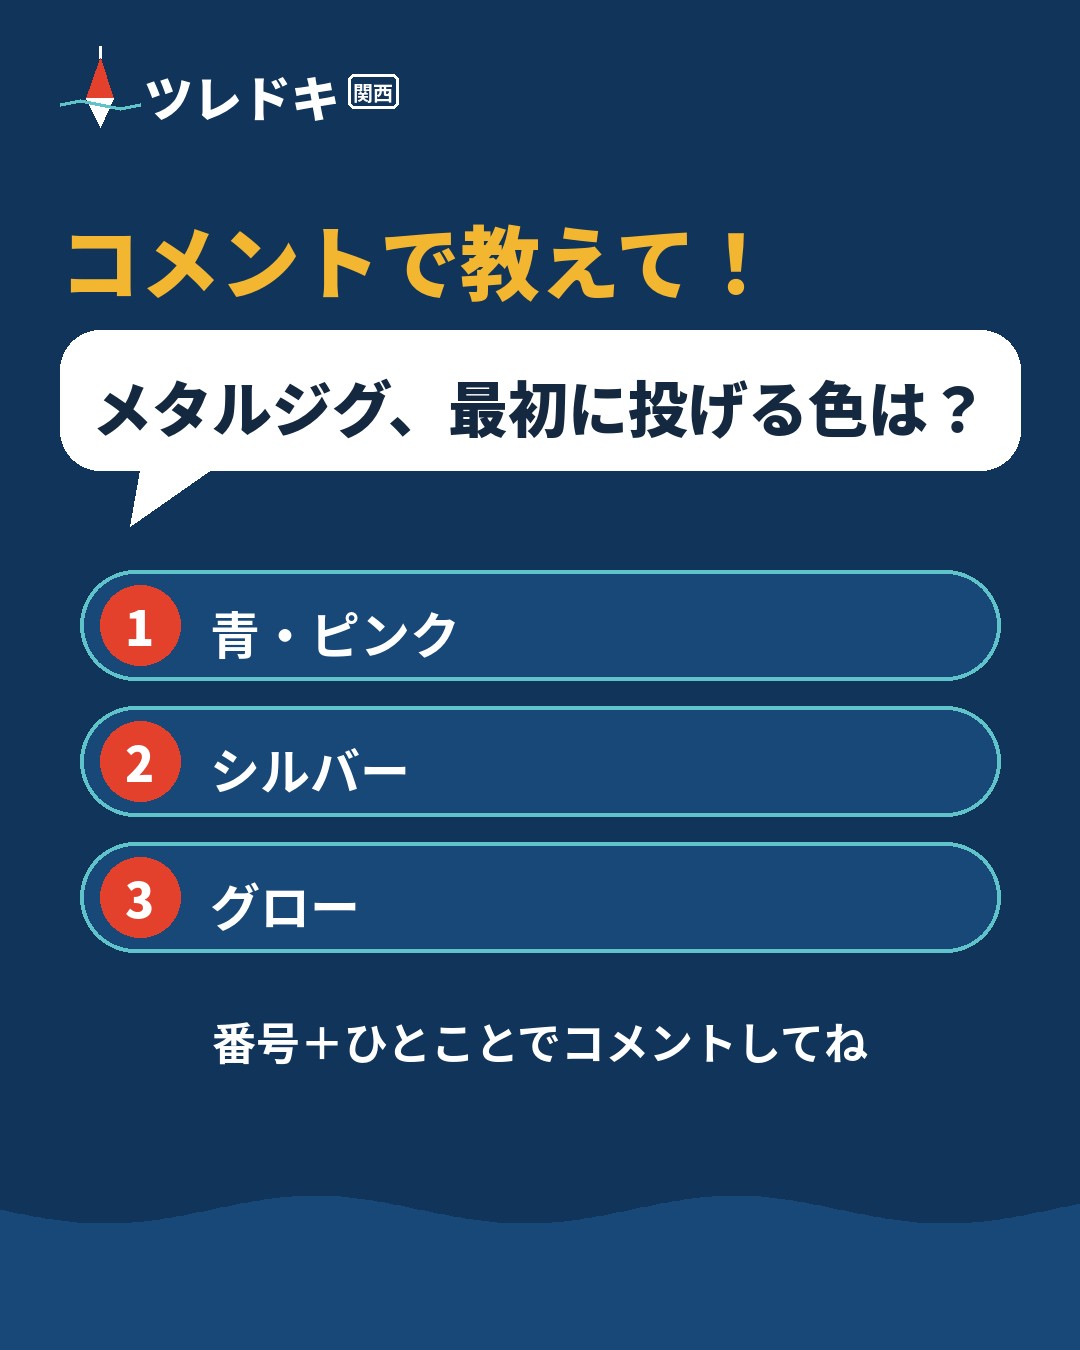 ツレドキ 関西
コメントで教えて！
メタルジグ、最初に投げる色は？
1 青・ピンク
2 シルバー
3 グロー
番号＋ひとことでコメントしてね